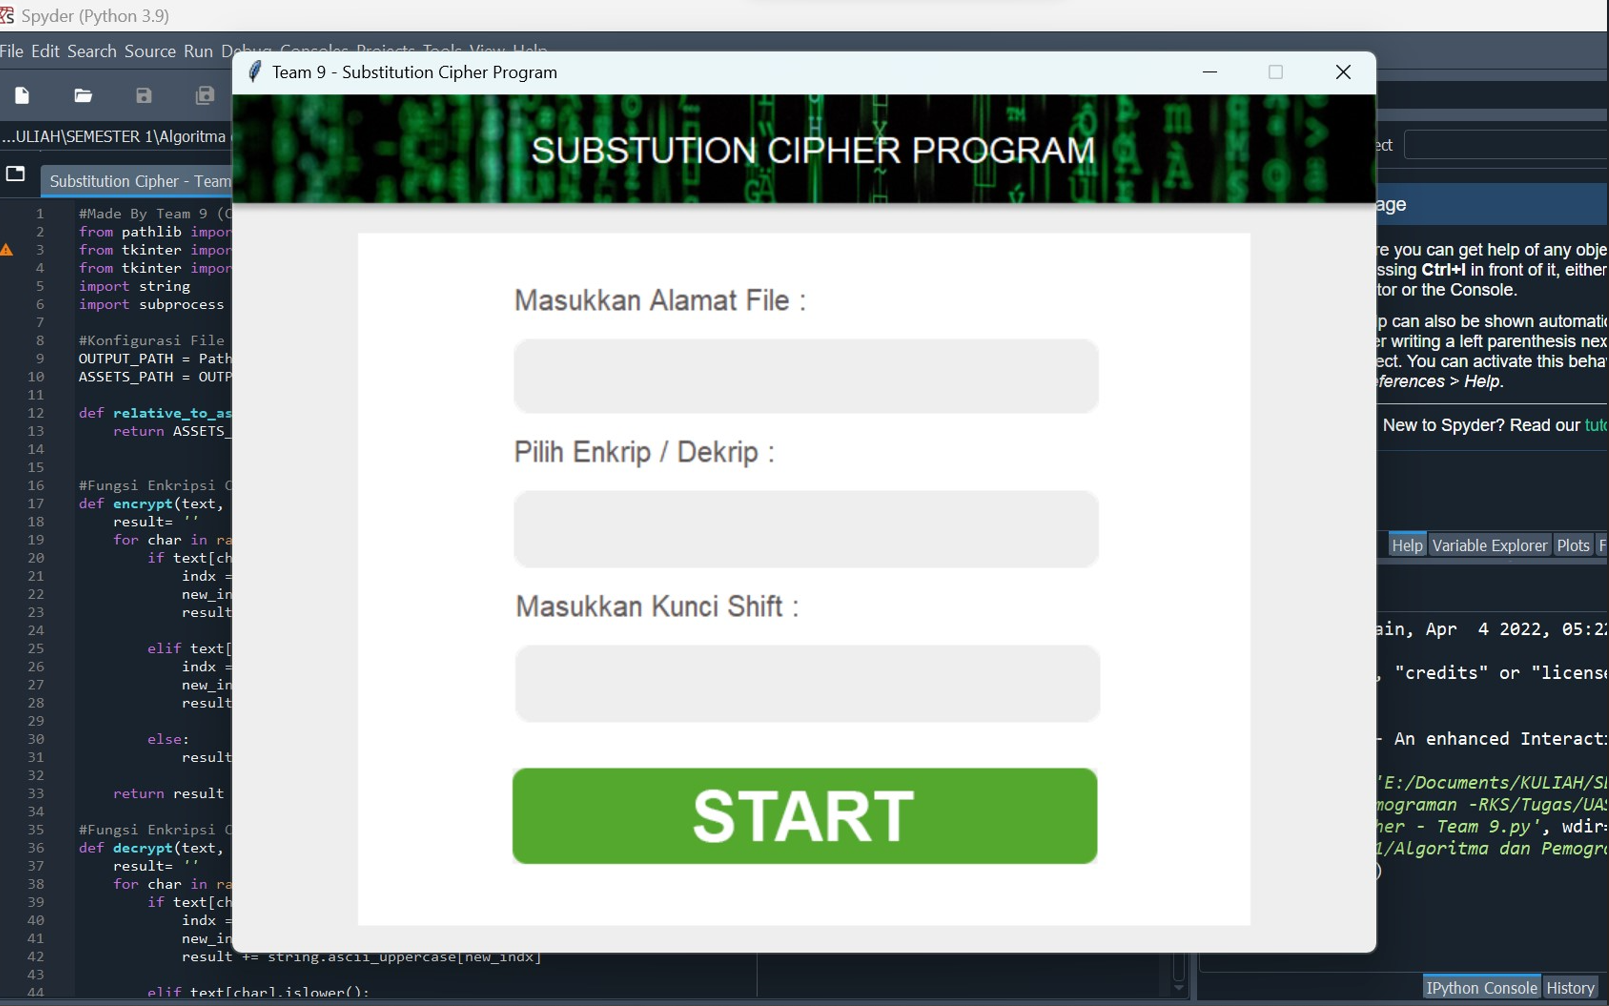 Spyder (Python 3.9)
File Edit Search Source Run Debug Consoles Projects Tools View Help
Team 9 - Substitution Cipher Program
...ULIAH\SEMESTER 1\Algoritma
Substitution Cipher - Team
SUBSTUTION CIPHER PROGRAM
Masukkan Alamat File :
Pilih Enkrip / Dekrip :
Masukkan Kunci Shift :
START
1 #Made By Team 9 (
2 from pathlib impor
3 from tkinter impor
4 from tkinter impor
5 import string
6 import subprocess
7
8 #Konfigurasi File
9 OUTPUT_PATH = Path
10 ASSETS_PATH = OUTP
11
12 def relative_to_as
13 return ASSETS_
14
15
16 #Fungsi Enkripsi C
17 def encrypt(text,
18 result= ''
19 for char in ra
20 if text[ch
21 indx =
22 new_in
23 result
24
25 elif text[
26 indx =
27 new_in
28 result
29
30 else:
31 result
32
33 return result
34
35 #Fungsi Enkripsi C
36 def decrypt(text,
37 result= ''
38 for char in ra
39 if text[ch
40 indx =
41 new_in
42 result += string.ascii_uppercase[new_indx]
43
44 elif text[char].islower():
ect
age
re you can get help of any obje
ssing Ctrl+I in front of it, either
tor or the Console.
p can also be shown automatic
er writing a left parenthesis nex
ect. You can activate this beha
ferences > Help.
New to Spyder? Read our tuto
Help Variable Explorer Plots F
ain, Apr 4 2022, 05:22
, "credits" or "license
- An enhanced Interacti
'E:/Documents/KULIAH/SE
mograman -RKS/Tugas/UAS
her - Team 9.py', wdir=
1/Algoritma dan Pemogra
)
IPython Console History